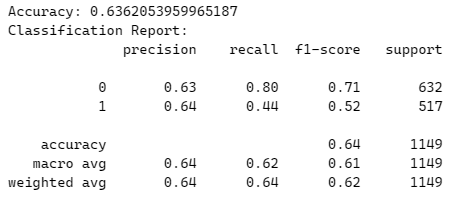 Accuracy: 0.6362053959965187
Classification Report:
precision recall f1-score support
0 0.63 0.80 0.71 632
1 0.64 0.44 0.52 517
accuracy 0.64 1149
macro avg 0.64 0.62 0.61 1149
weighted avg 0.64 0.64 0.62 1149